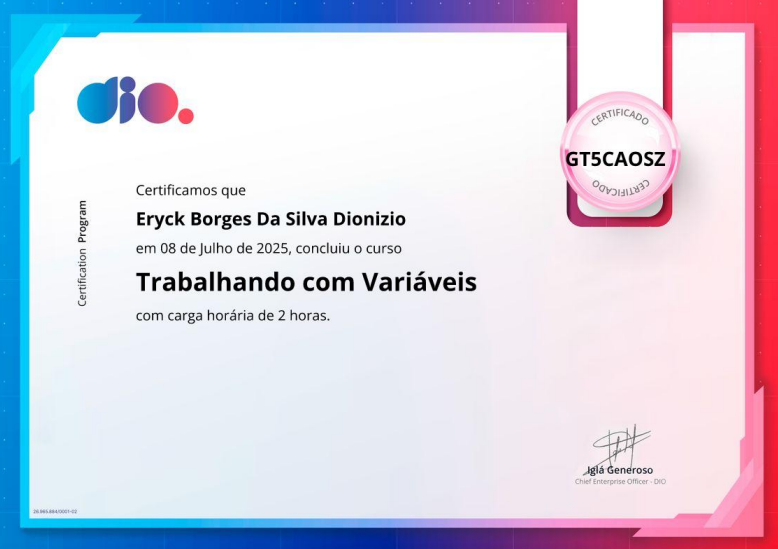 dio.
CERTIFICADO
GT5CAOSZ
CERTIFICADO
Certification Program
Certificamos que
Eryck Borges Da Silva Dionizio
em 08 de Julho de 2025, concluiu o curso
Trabalhando com Variáveis
com carga horária de 2 horas.
Iglá Generoso
Chief Enterprise Officer - DIO